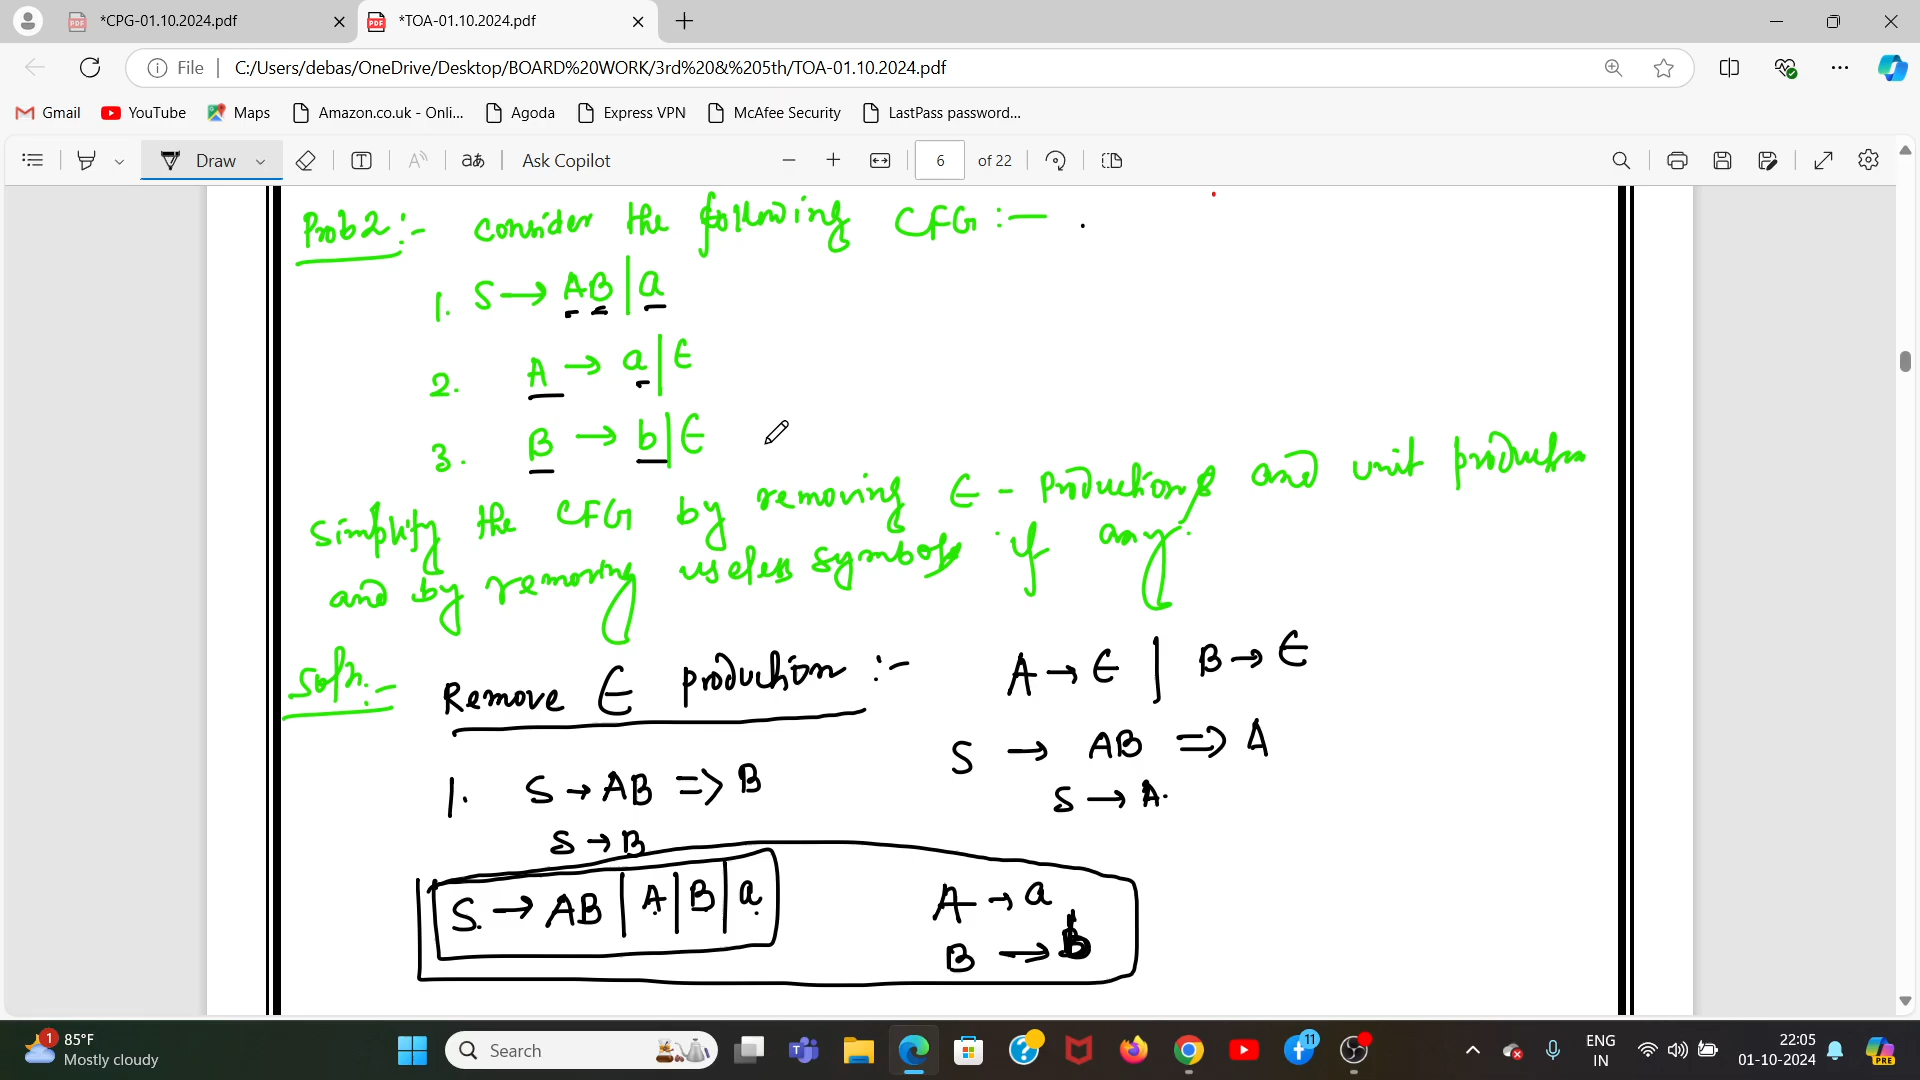 *CPG-01.10.2024.pdf
*TOA-01.10.2024.pdf
File
C:/Users/debas/OneDrive/Desktop/BOARD%20WORK/3rd%20&%205th/TOA-01.10.2024.pdf
Gmail
YouTube
Maps
Amazon.co.uk - Onli...
Agoda
Express VPN
McAfee Security
LastPass password...
Draw
Ask Copilot
6 of 22
Prob2:- consider the following CFG:-
1. S → AB|a
2. A → a|ϵ
3. B → b|ϵ
simplify the CFG by removing ϵ - Productions and unit production
and by removing useless symbols if any.
Soln:-
Remove ϵ production :-
A → ϵ | B → ϵ
S → AB => A
S → A.
1. S → AB => B
S → B
S → AB | A | B | a
A → a
B → b
1
85°F
Mostly cloudy
Search
11
ENG
IN
22:05
01-10-2024
PRE